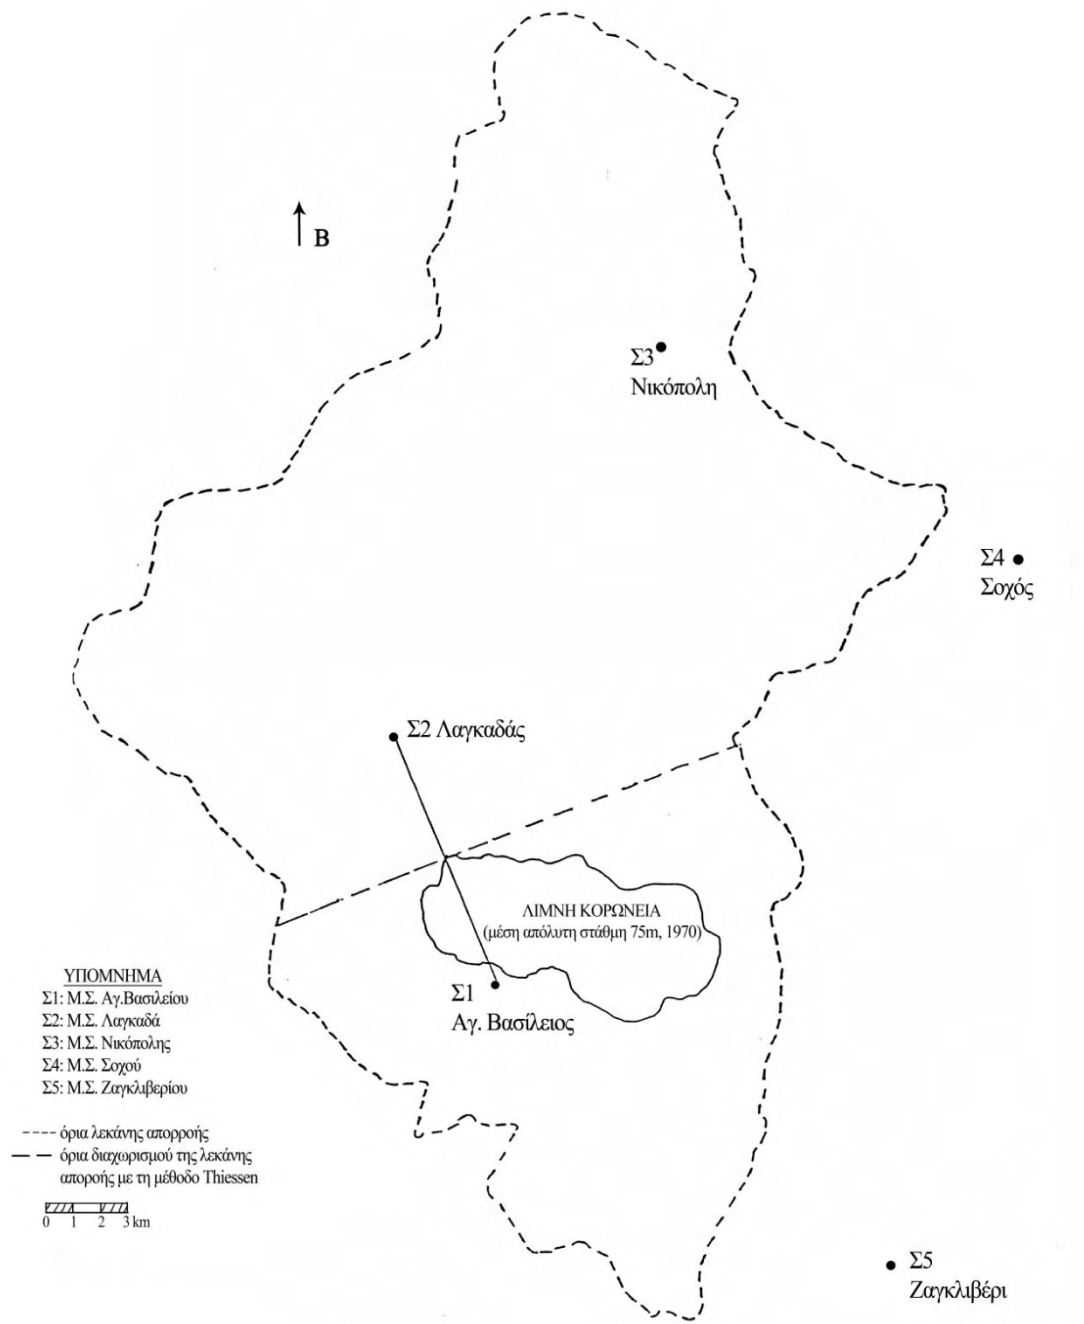 B
Σ3
Νικόπολη
Σ4
Σοχός
Σ2 Λαγκαδάς
ΛΙΜΝΗ ΚΟΡΩΝΕΙΑ
(μέση απόλυτη στάθμη 75m, 1970)
Σ1
Αγ. Βασίλειος
ΥΠΟΜΝΗΜΑ
Σ1: Μ.Σ. Αγ.Βασιλείου
Σ2: Μ.Σ. Λαγκαδά
Σ3: Μ.Σ. Νικόπολης
Σ4: Μ.Σ. Σοχού
Σ5: Μ.Σ. Ζαγκλιβερίου
όρια λεκάνης απορροής
όρια διαχωρισμού της λεκάνης
αποροής με τη μέθοδο Thiessen
0 1 2 3 km
Σ5
Ζαγκλιβέρι